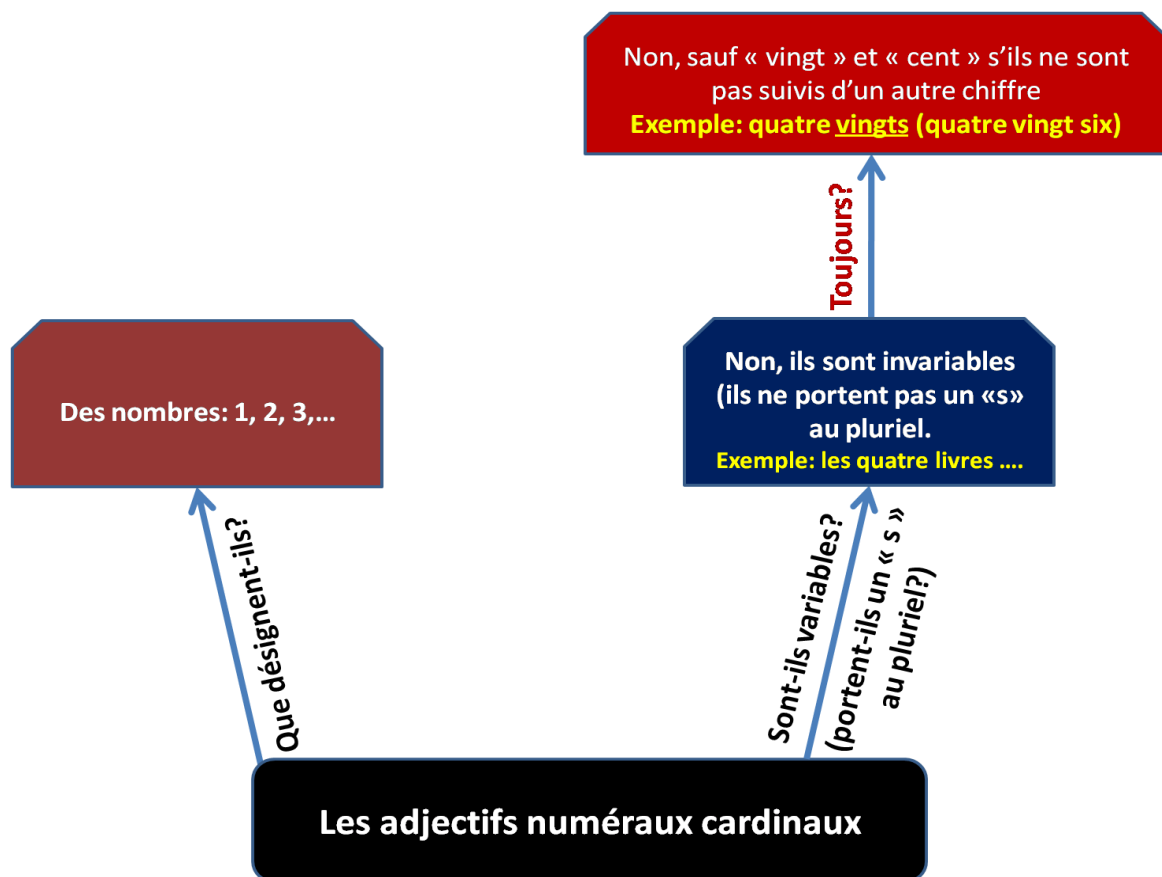 Non, sauf « vingt » et « cent » s’ils ne sont
pas suivis d’un autre chiffre
Exemple: quatre vingts (quatre vingt six)
Toujours?
Des nombres: 1, 2, 3,…
Non, ils sont invariables
(ils ne portent pas un «s»
au pluriel.
Exemple: les quatre livres ….
Que désignent-ils?
Sont-ils variables?
(portent-ils un « s »
au pluriel?)
Les adjectifs numéraux cardinaux